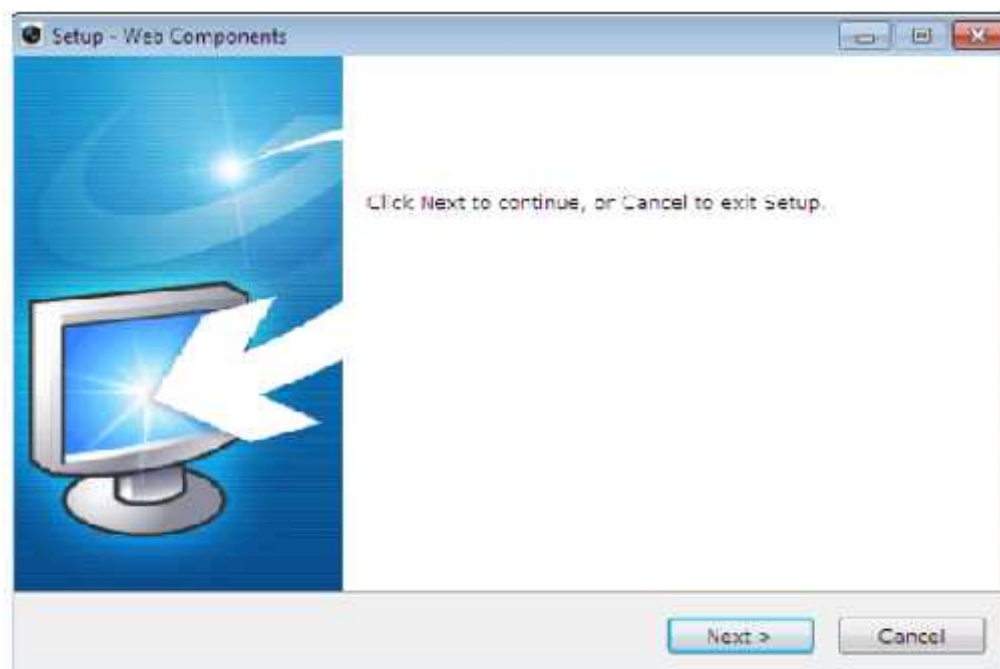 Setup - Web Components
Click Next to continue, or Cancel to exit Setup.
Next >
Cancel